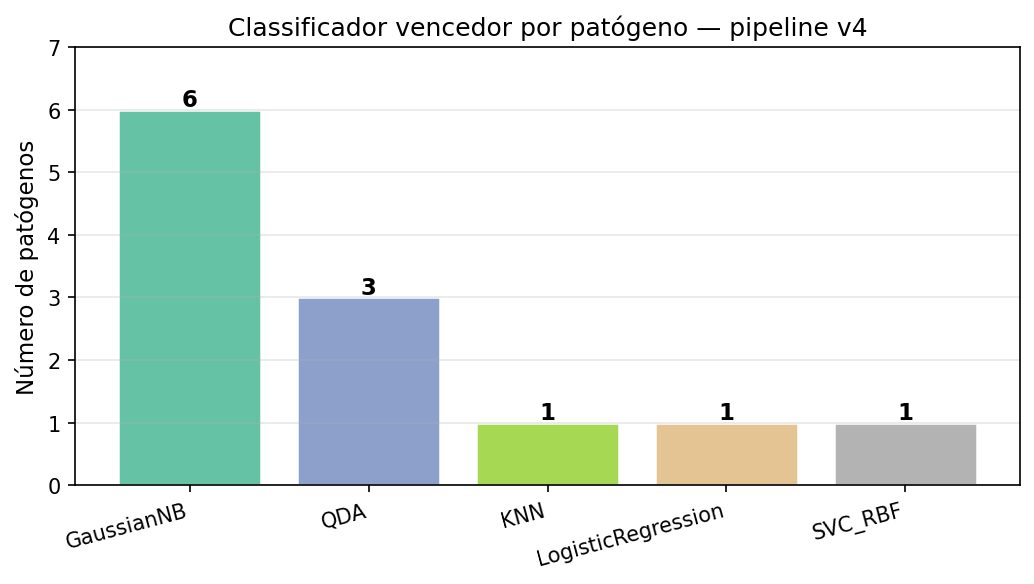 Classificador vencedor por patógeno — pipeline v4
Número de patógenos
7
6
5
4
3
2
1
0
6
3
1
1
1
GaussianNB
QDA
KNN
LogisticRegression
SVC_RBF